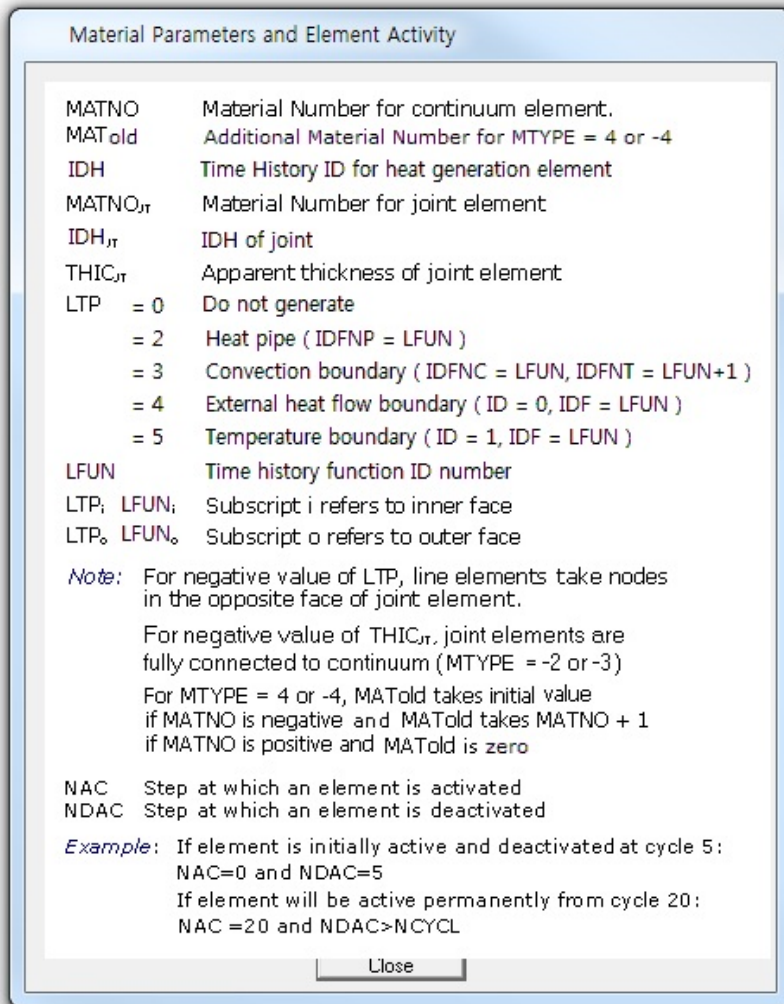 Material Parameters and Element Activity
MATNO Material Number for continuum element.
MATold Additional Material Number for MTYPE = 4 or -4
IDH Time History ID for heat generation element
MATNOJT Material Number for joint element
IDHJT IDH of joint
THICJT Apparent thickness of joint element
LTP = 0 Do not generate
= 2 Heat pipe ( IDFNP = LFUN )
= 3 Convection boundary ( IDFNC = LFUN, IDFNT = LFUN+1 )
= 4 External heat flow boundary ( ID = 0, IDF = LFUN )
= 5 Temperature boundary ( ID = 1, IDF = LFUN )
LFUN Time history function ID number
LTPi LFUNi Subscript i refers to inner face
LTPo LFUNo Subscript o refers to outer face
Note: For negative value of LTP, line elements take nodes
in the opposite face of joint element.
For negative value of THICJT, joint elements are
fully connected to continuum (MTYPE = -2 or -3)
For MTYPE = 4 or -4, MATold takes initial value
if MATNO is negative and MATold takes MATNO + 1
if MATNO is positive and MATold is zero
NAC Step at which an element is activated
NDAC Step at which an element is deactivated
Example: If element is initially active and deactivated at cycle 5:
NAC=0 and NDAC=5
If element will be active permanently from cycle 20:
NAC =20 and NDAC>NCYCL
Close